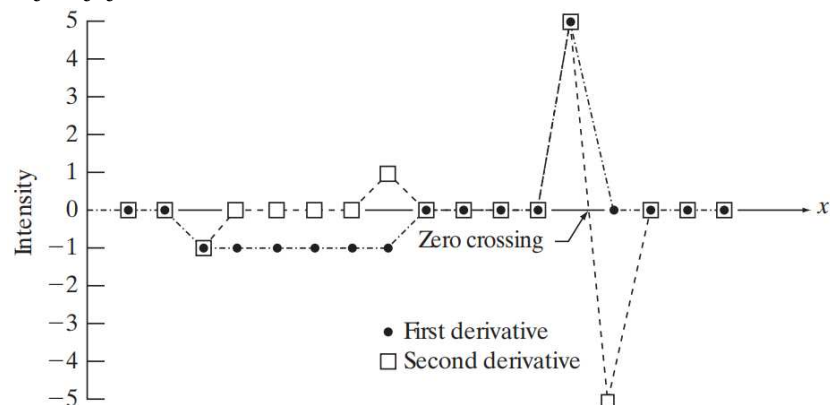 5
4
3
2
1
0
−1
−2
−3
−4
−5
Intensity
x
Zero crossing
First derivative
Second derivative